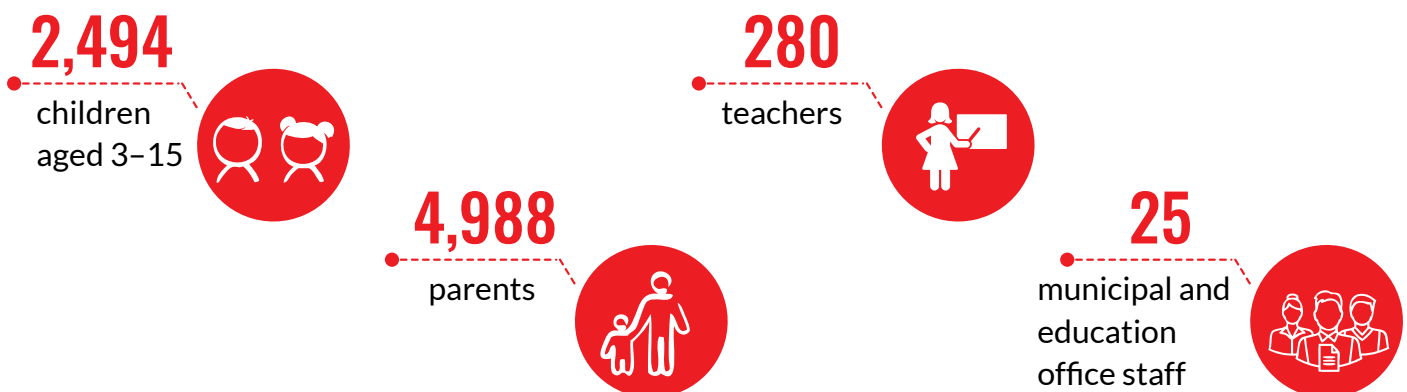 2,494
children
aged 3–15
4,988
parents
280
teachers
25
municipal and
education
office staff